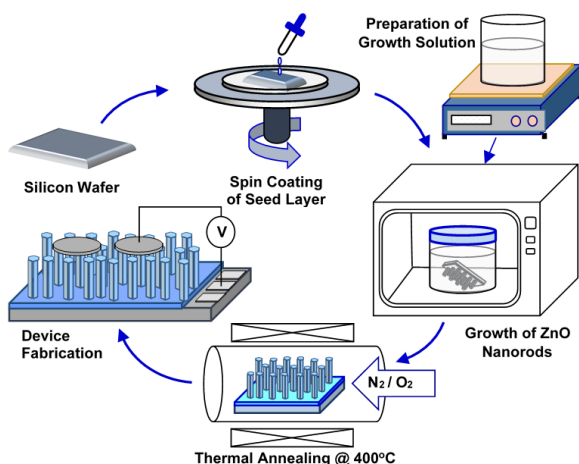 Preparation of
Growth Solution
Silicon Wafer
Spin Coating
of Seed Layer
V
Device
Fabrication
Growth of ZnO
Nanorods
N₂ / O₂
Thermal Annealing @ 400°C